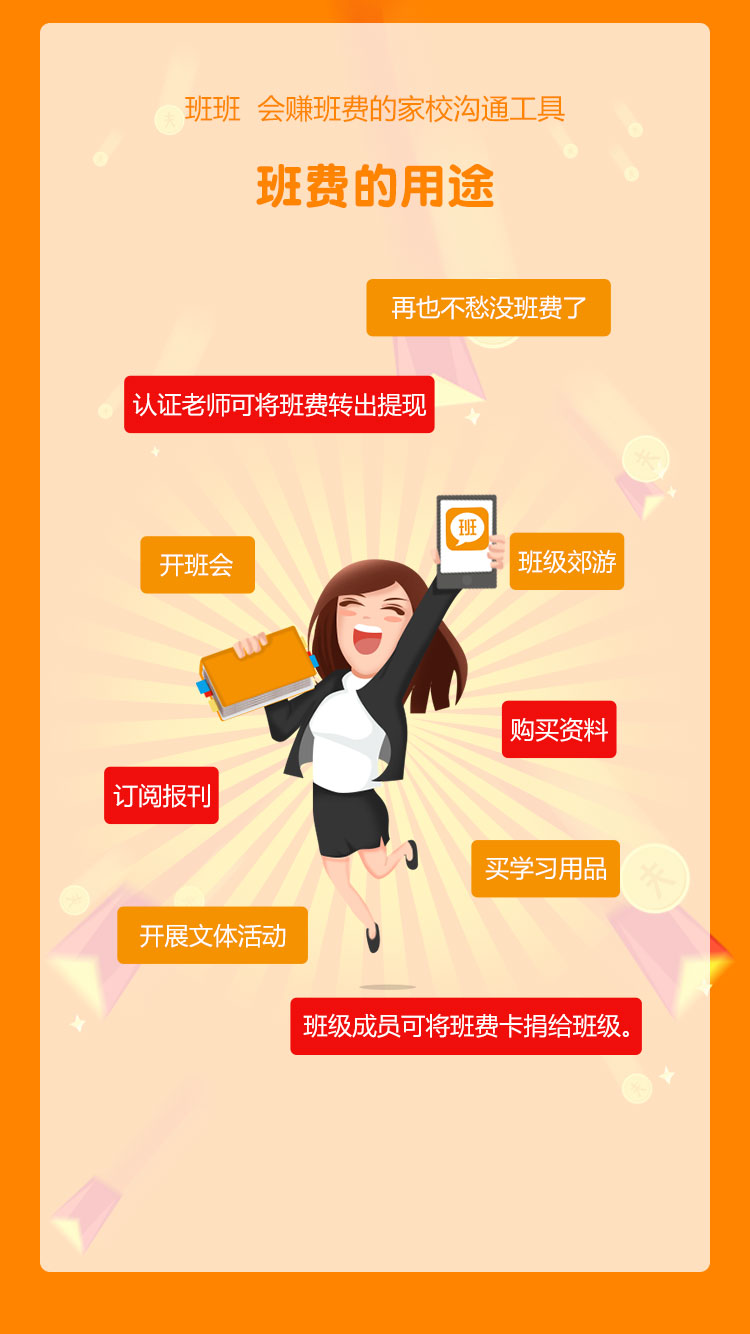 班班 会赚班费的家校沟通工具
班费的用途
再也不愁没班费了
认证老师可将班费转出提现
班
开班会
班级郊游
购买资料
订阅报刊
买学习用品
开展文体活动
班级成员可将班费卡捐给班级。